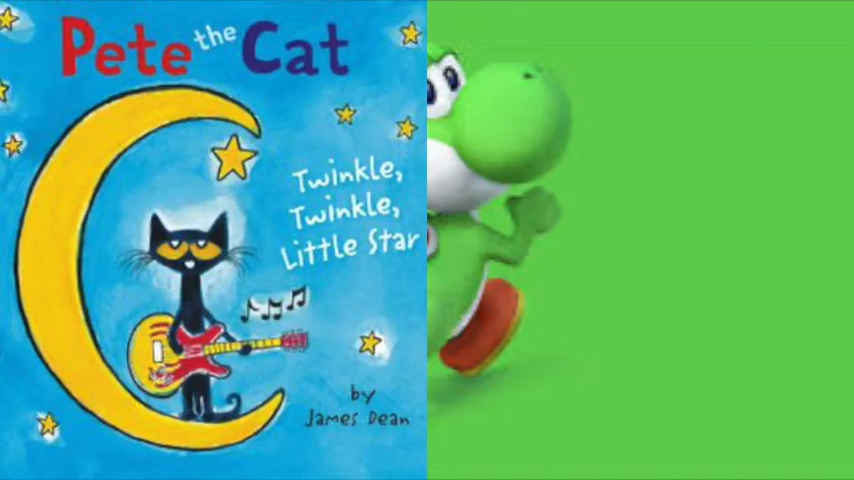 Pete the Cat
Twinkle,
Twinkle,
Little Star
by
James Dean